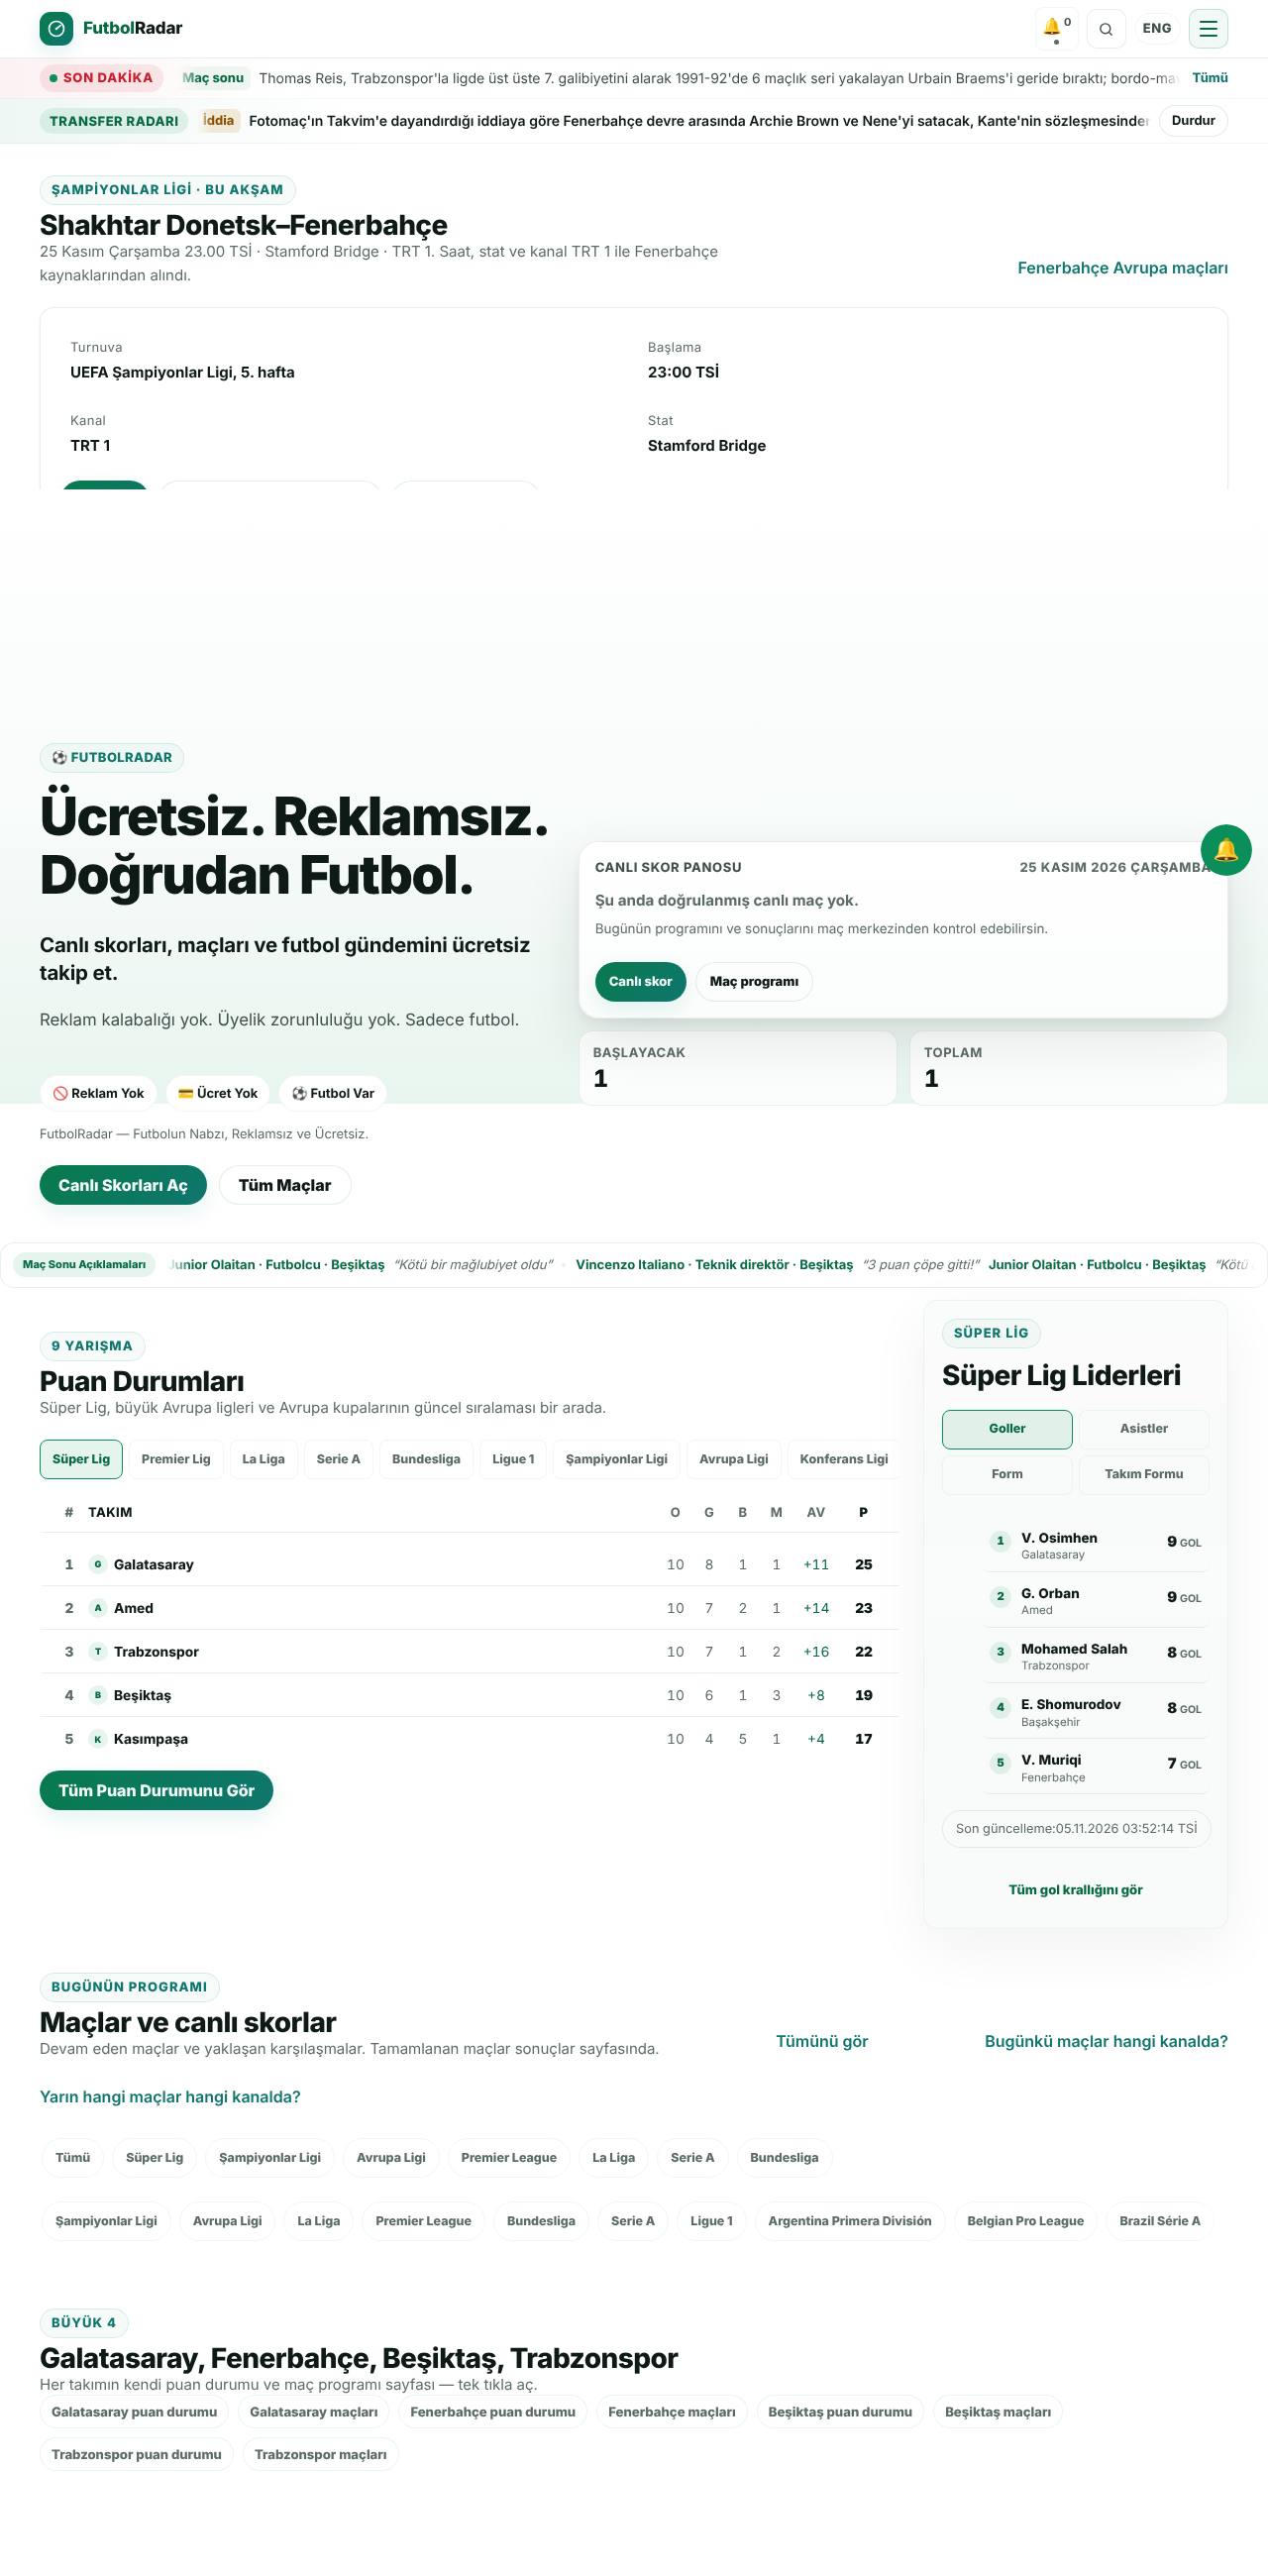 FutbolRadar
0
ENG
SON DAKİKA Maç sonu Thomas Reis, Trabzonspor'la ligde üst üste 7. galibiyetini alarak 1991-92'de 6 maçlık seri yakalayan Urbain Braems'i geride bıraktı; Tümü
TRANSFER RADARI İddia Fotomaç'ın Takvim'e dayandırdığı iddiaya göre Fenerbahçe devre arasında Archie Brown ve Nene'yi satacak, Kante'nin Durdur
ŞAMPİYONLAR LİGİ · BU AKŞAM
Shakhtar Donetsk–Fenerbahçe
25 Kasım Çarşamba 23.00 TSİ · Stamford Bridge · TRT 1. Saat, stat ve kanal TRT 1 ile Fenerbahçe
kaynaklarından alındı.
Fenerbahçe Avrupa maçları
Turnuva
UEFA Şampiyonlar Ligi, 5. hafta
Başlama
23:00 TSİ
Kanal
TRT 1
Stat
Stamford Bridge
FUTBOLRADAR
Ücretsiz. Reklamsız.
Doğrudan Futbol.
Canlı skorları, maçları ve futbol gündemini ücretsiz
takip et.
Reklam kalabalığı yok. Üyelik zorunluluğu yok. Sadece futbol.
Reklam Yok
Ücret Yok
Futbol Var
FutbolRadar — Futbolun Nabzı, Reklamsız ve Ücretsiz.
Canlı Skorları Aç
Tüm Maçlar
CANLI SKOR PANOSU
25 KASIM 2026 ÇARŞAMBA
Şu anda doğrulanmış canlı maç yok.
Bugünün programını ve sonuçlarını maç merkezinden kontrol edebilirsin.
Canlı skor
Maç programı
BAŞLAYACAK
1
TOPLAM
1
Maç Sonu Açıklamaları Junior Olaitan · Futbolcu · Beşiktaş “Kötü bir mağlubiyet oldu” • Vincenzo Italiano · Teknik direktör · Beşiktaş “3 puan çöpe gitti!” Junior Olaitan · Futbolcu · Beşiktaş “Kötü
9 YARIŞMA
Puan Durumları
Süper Lig, büyük Avrupa ligleri ve Avrupa kupalarının güncel sıralaması bir arada.
Süper Lig Premier Lig La Liga Serie A Bundesliga Ligue 1 Şampiyonlar Ligi Avrupa Ligi Konferans Ligi
# TAKIM O G B M AV P
1 G Galatasaray 10 8 1 1 +11 25
2 A Amed 10 7 2 1 +14 23
3 T Trabzonspor 10 7 1 2 +16 22
4 B Beşiktaş 10 6 1 3 +8 19
5 K Kasımpaşa 10 4 5 1 +4 17
Tüm Puan Durumunu Gör
SÜPER LİG
Süper Lig Liderleri
Goller Asistler
Form Takım Formu
1 V. Osimhen 9 GOL
Galatasaray
2 G. Orban 9 GOL
Amed
3 Mohamed Salah 8 GOL
Trabzonspor
4 E. Shomurodov 8 GOL
Başakşehir
5 V. Muriqi 7 GOL
Fenerbahçe
Son güncelleme:05.11.2026 03:52:14 TSİ
Tüm gol krallığını gör
BUGÜNÜN PROGRAMI
Maçlar ve canlı skorlar
Devam eden maçlar ve yaklaşan karşılaşmalar. Tamamlanan maçlar sonuçlar sayfasında.
Tümünü gör
Bugünkü maçlar hangi kanalda?
Yarın hangi maçlar hangi kanalda?
Tümü Süper Lig Şampiyonlar Ligi Avrupa Ligi Premier League La Liga Serie A Bundesliga
Şampiyonlar Ligi Avrupa Ligi La Liga Premier League Bundesliga Serie A Ligue 1 Argentina Primera División Belgian Pro League Brazil Série A
BÜYÜK 4
Galatasaray, Fenerbahçe, Beşiktaş, Trabzonspor
Her takımın kendi puan durumu ve maç programı sayfası — tek tıkla aç.
Galatasaray puan durumu Galatasaray maçları Fenerbahçe puan durumu Fenerbahçe maçları Beşiktaş puan durumu Beşiktaş maçları
Trabzonspor puan durumu Trabzonspor maçları